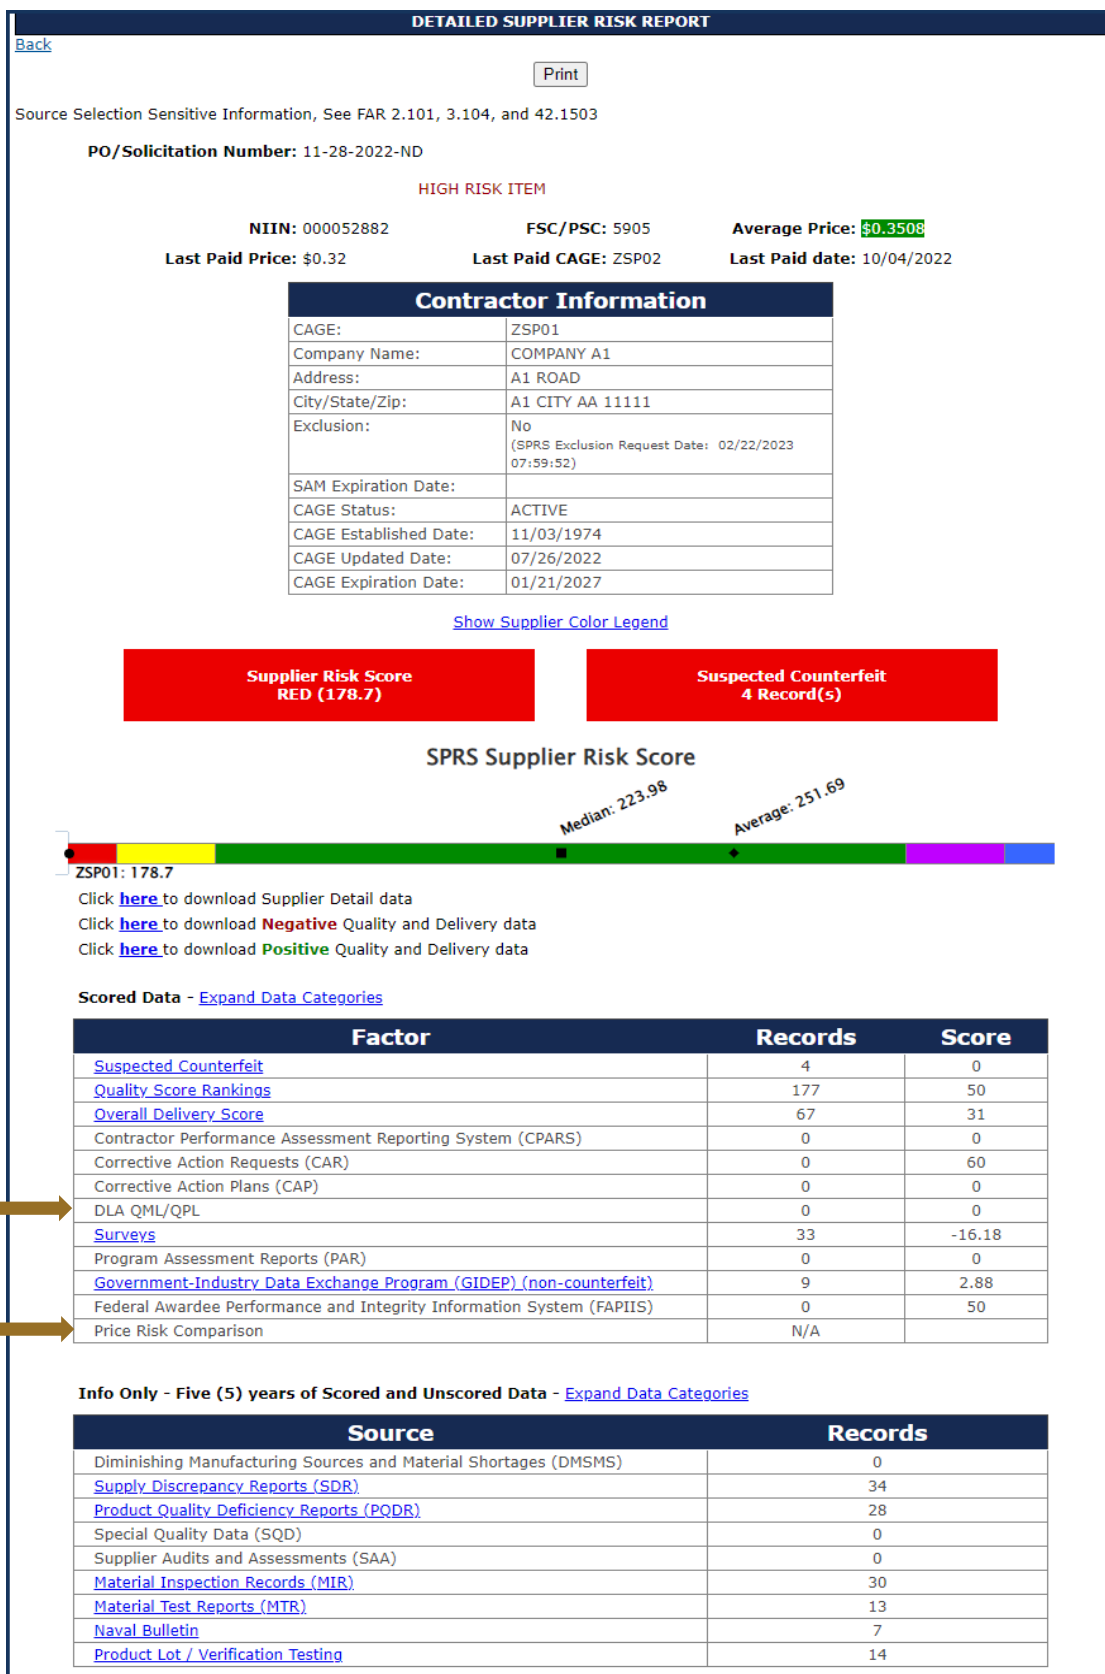 DETAILED SUPPLIER RISK REPORT
Back
Print
Source Selection Sensitive Information, See FAR 2.101, 3.104, and 42.1503
PO/Solicitation Number: 11-28-2022-ND
HIGH RISK ITEM
NIIN: 000052882 FSC/PSC: 5905 Average Price: $0.3508
Last Paid Price: $0.32 Last Paid CAGE: ZSP02 Last Paid date: 10/04/2022
Contractor Information
CAGE: ZSP01
Company Name: COMPANY A1
Address: A1 ROAD
City/State/Zip: A1 CITY AA 11111
Exclusion: No
(SPRS Exclusion Request Date: 02/22/2023
07:59:52)
SAM Expiration Date:
CAGE Status: ACTIVE
CAGE Established Date: 11/03/1974
CAGE Updated Date: 07/26/2022
CAGE Expiration Date: 01/21/2027
Show Supplier Color Legend
Supplier Risk Score
RED (178.7)
Suspected Counterfeit
4 Record(s)
SPRS Supplier Risk Score
Median: 223.98
Average: 251.69
ZSP01: 178.7
Click here to download Supplier Detail data
Click here to download Negative Quality and Delivery data
Click here to download Positive Quality and Delivery data
Scored Data - Expand Data Categories
Factor Records Score
Suspected Counterfeit 4 0
Quality Score Rankings 177 50
Overall Delivery Score 67 31
Contractor Performance Assessment Reporting System (CPARS) 0 0
Corrective Action Requests (CAR) 0 60
Corrective Action Plans (CAP) 0 0
DLA QML/QPL 0 0
Surveys 33 -16.18
Program Assessment Reports (PAR) 0 0
Government-Industry Data Exchange Program (GIDEP) (non-counterfeit) 9 2.88
Federal Awardee Performance and Integrity Information System (FAPIIS) 0 50
Price Risk Comparison N/A
Info Only - Five (5) years of Scored and Unscored Data - Expand Data Categories
Source Records
Diminishing Manufacturing Sources and Material Shortages (DMSMS) 0
Supply Discrepancy Reports (SDR) 34
Product Quality Deficiency Reports (PQDR) 28
Special Quality Data (SQD) 0
Supplier Audits and Assessments (SAA) 0
Material Inspection Records (MIR) 30
Material Test Reports (MTR) 13
Naval Bulletin 7
Product Lot / Verification Testing 14